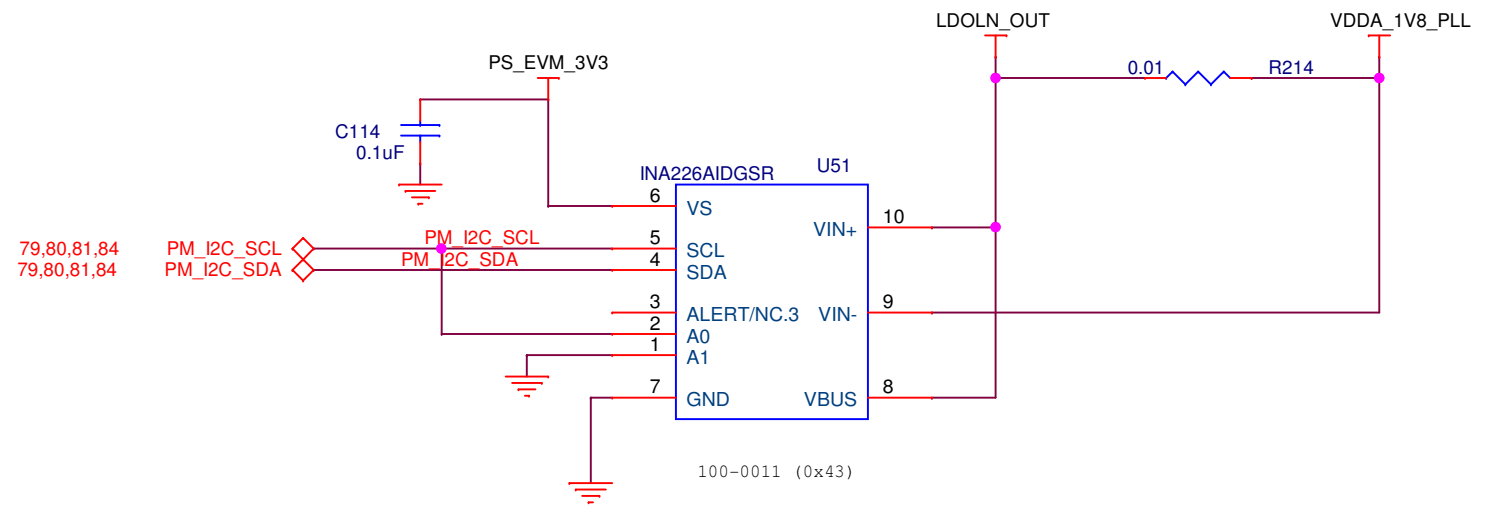 LDOLN_OUT
VDDA_1V8_PLL
PS_EVM_3V3
0.01
R214
C114
0.1uF
INA226AIDGSR
U51
6
VS
10
VIN+
79,80,81,84
PM_I2C_SCL
PM_I2C_SCL
5
SCL
79,80,81,84
PM_I2C_SDA
PM_I2C_SDA
4
SDA
3
ALERT/NC.3
VIN-
9
2
A0
1
A1
7
GND
VBUS
8
100-0011 (0x43)